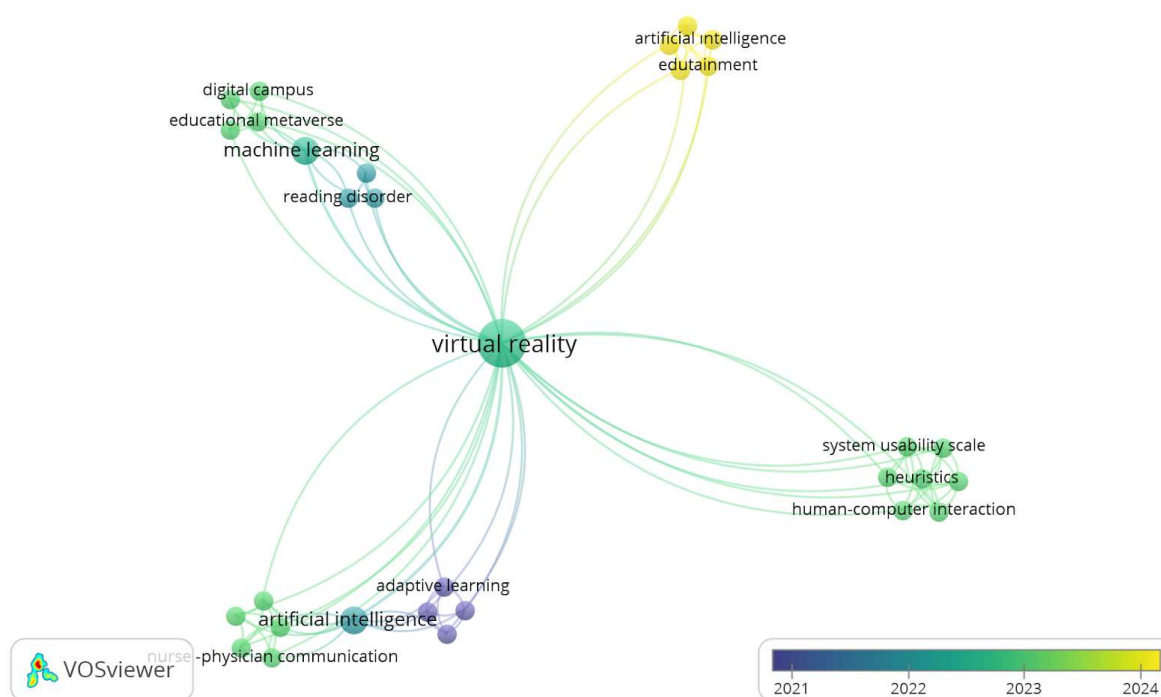 artificial intelligence
edutainment
digital campus
educational metaverse
machine learning
reading disorder
virtual reality
system usability scale
heuristics
human-computer interaction
adaptive learning
artificial intelligence
nurse-physician communication
VOSviewer
2021 2022 2023 2024